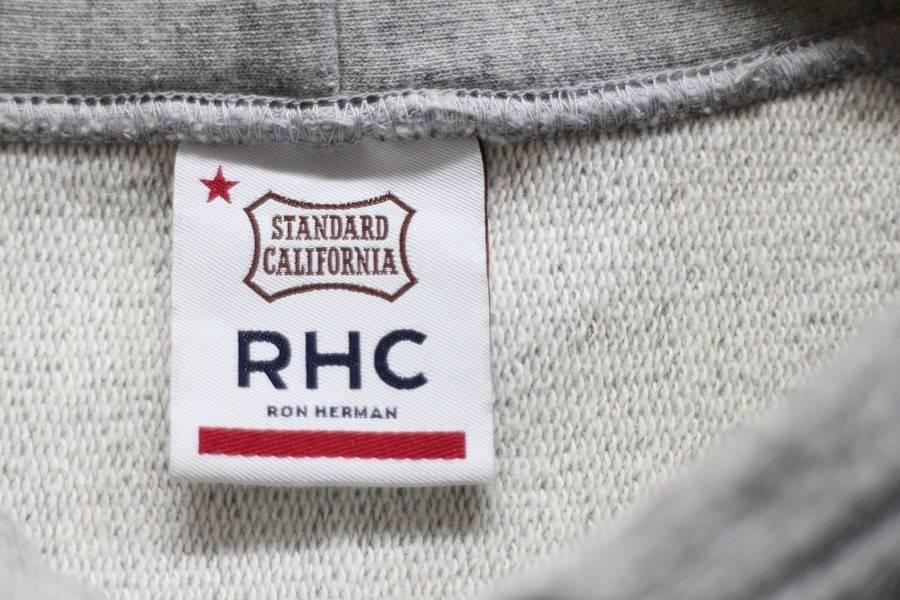 STANDARD
CALIFORNIA
RHC
RON HERMAN